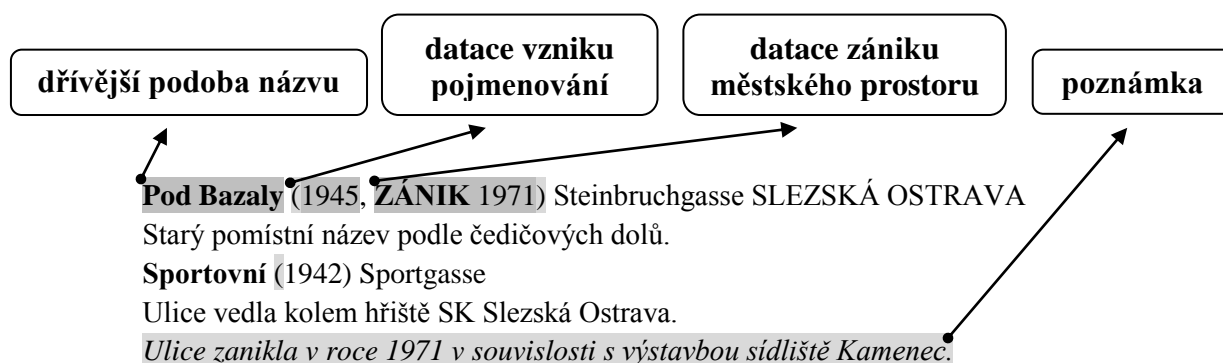 dřívější podoba názvu
datace vzniku
pojmenování
datace zániku
městského prostoru
poznámka
Pod Bazaly (1945, ZÁNIK 1971) Steinbruchgasse SLEZSKÁ OSTRAVA
Starý pomístní název podle čedičových dolů.
Sportovní (1942) Sportgasse
Ulice vedla kolem hřiště SK Slezská Ostrava.
Ulice zanikla v roce 1971 v souvislosti s výstavbou sídliště Kamenec.